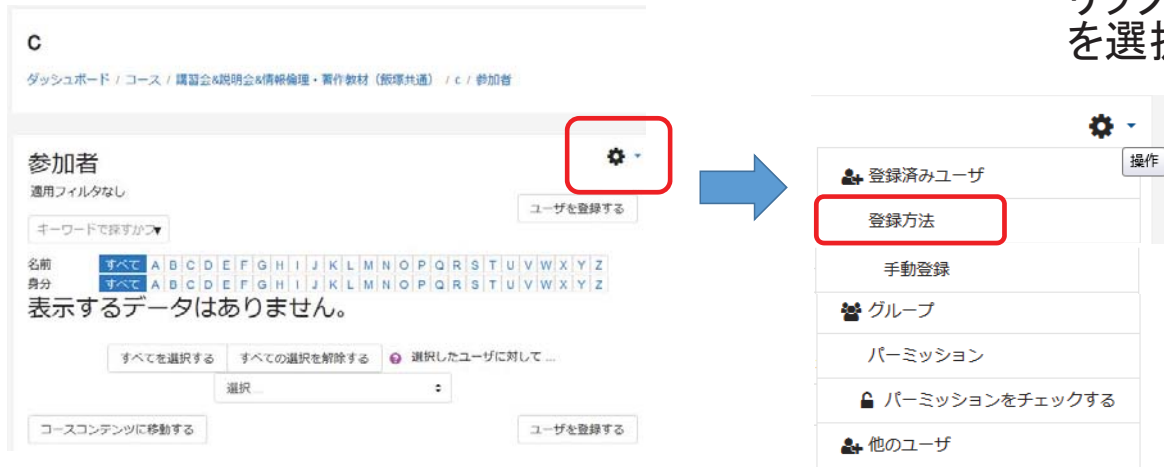 を選
C
ダッシュボード / コース / 講習会&説明会&情報倫理・著作教材（飯塚共通） / c / 参加者
参加者
適用フィルタなし
ユーザを登録する
キーワードで探すかフ▼
名前 すべて A B C D E F G H I J K L M N O P Q R S T U V W X Y Z
身分 すべて A B C D E F G H I J K L M N O P Q R S T U V W X Y Z
表示するデータはありません。
すべてを選択する すべての選択を解除する 選択したユーザに対して ...
選択 ...
コースコンテンツに移動する ユーザを登録する
操作
登録済みユーザ
登録方法
手動登録
グループ
パーミッション
パーミッションをチェックする
他のユーザ